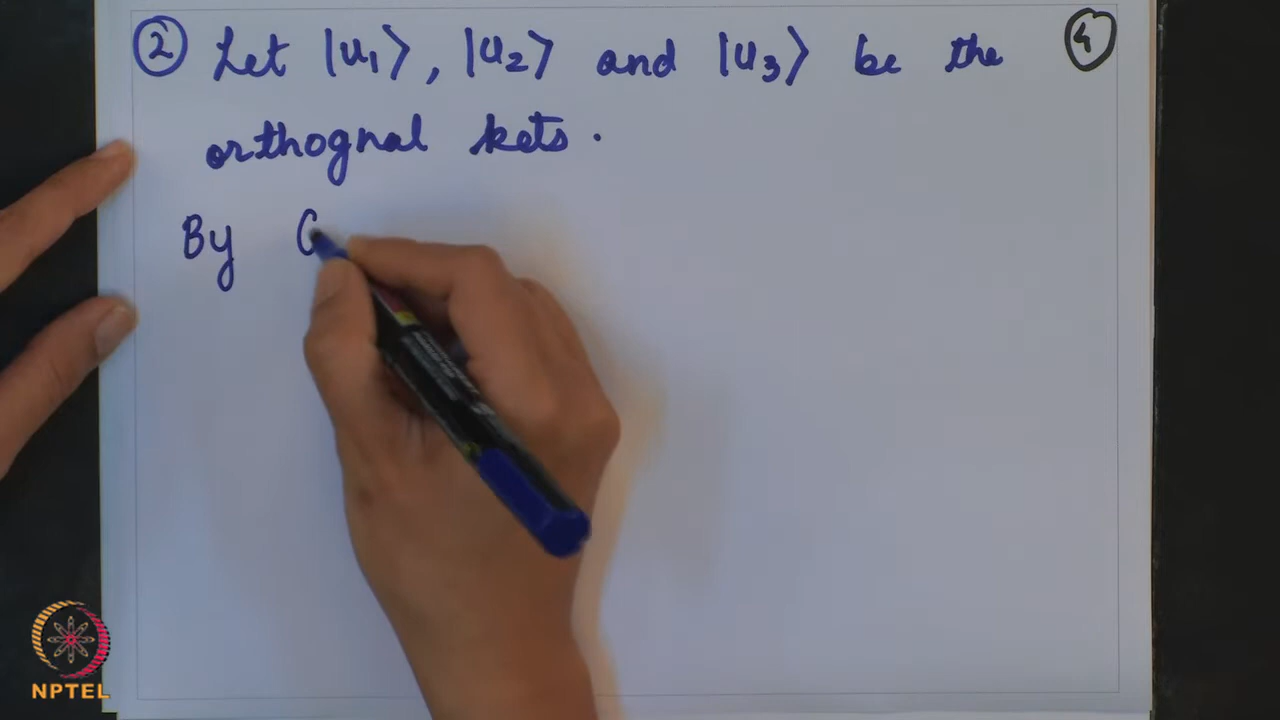 ② Let |u₁⟩, |u₂⟩ and |u₃⟩ be the ④
orthognal kets.
By G
NPTEL